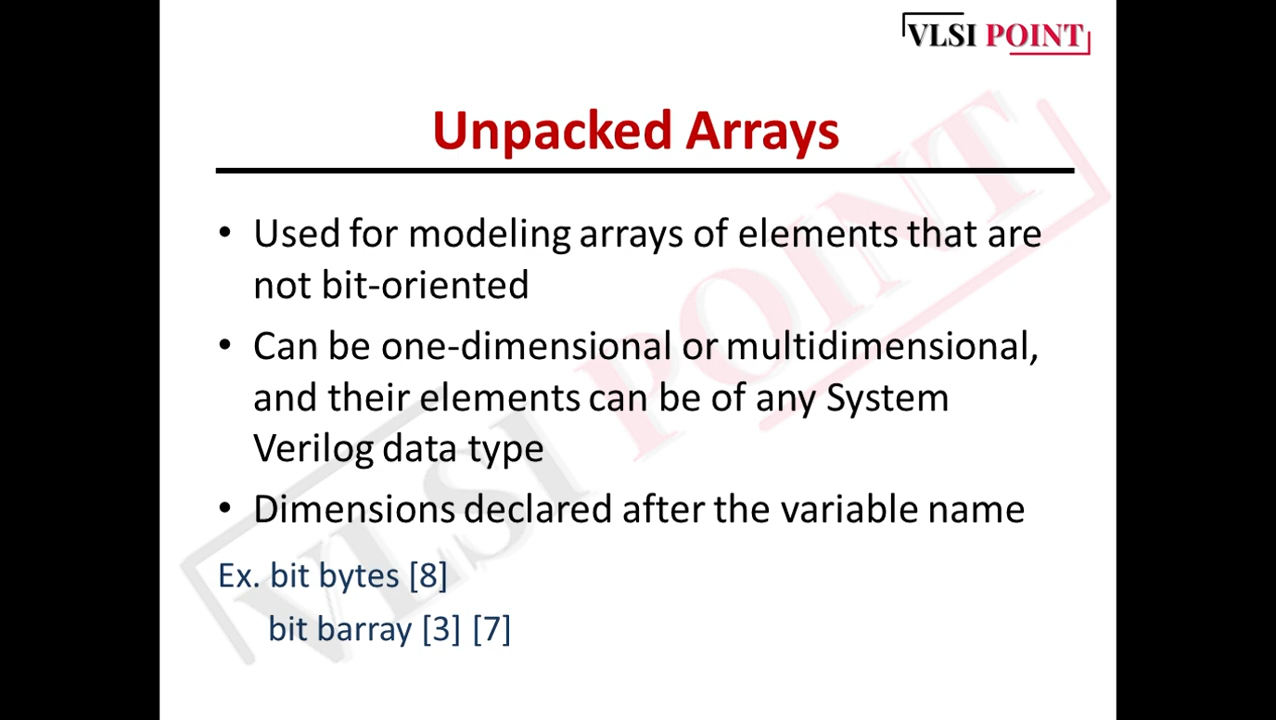 VLSI POINT
Unpacked Arrays
• Used for modeling arrays of elements that are
not bit-oriented
• Can be one-dimensional or multidimensional,
and their elements can be of any System
Verilog data type
• Dimensions declared after the variable name
Ex. bit bytes [8]
bit barray [3] [7]
VLSI POINT